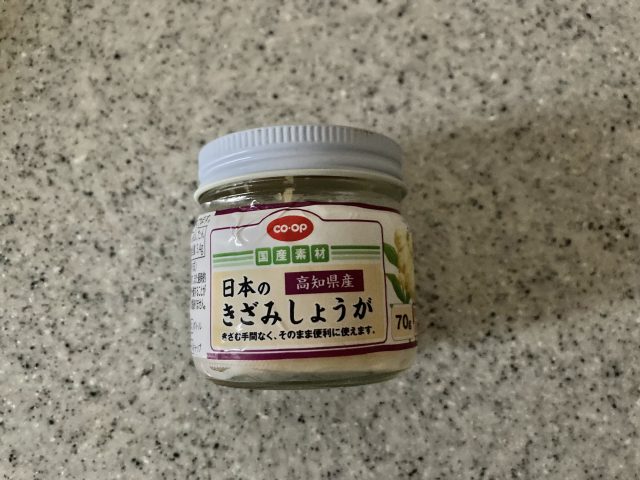 co·op
国産素材
日本の
高知県産
きざみしょうが
きざむ手間なく、そのまま便利に使えます。
70g